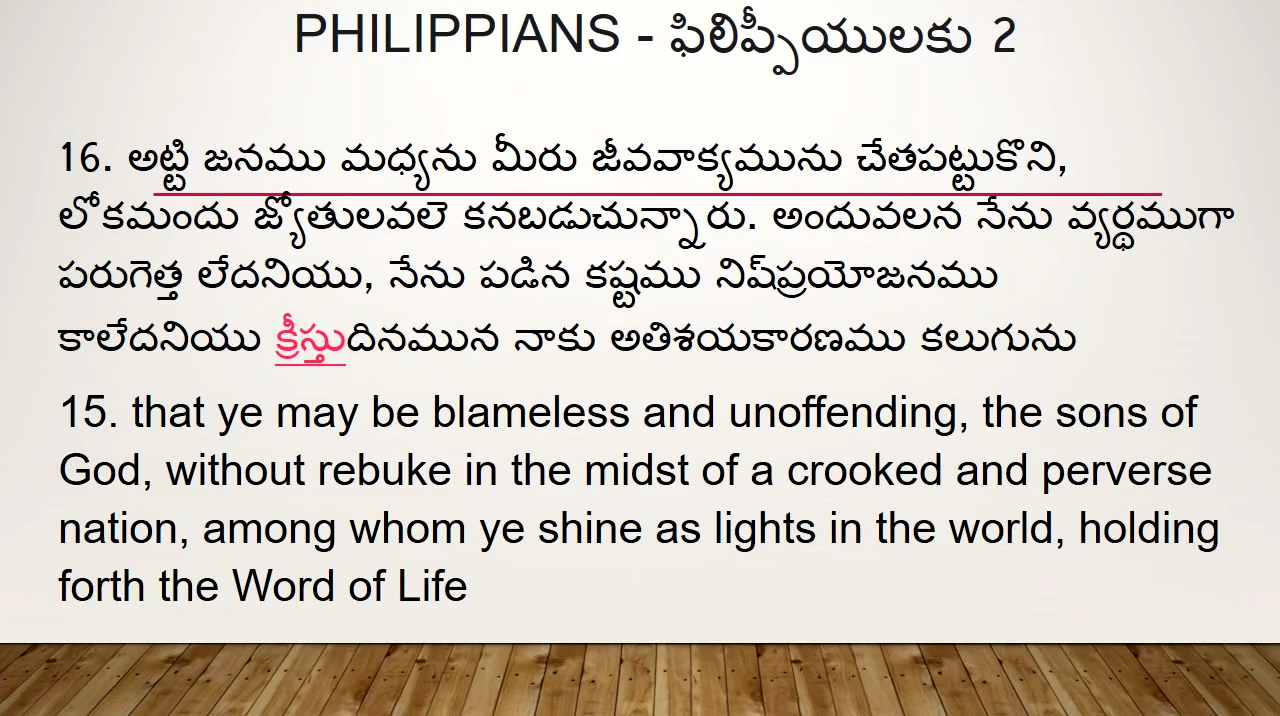 PHILIPPIANS - ఫిలిప్పీయులకు 2
16. అట్టి జనము మధ్యను మీరు జీవవాక్యమును చేతపట్టుకొని,
లోకమందు జ్యోతులవలె కనబడుచున్నారు. అందువలన నేను వ్యర్థముగా
పరుగెత్త లేదనియు, నేను పడిన కష్టము నిష్‌ప్రయోజనము
కాలేదనియు క్రీస్తుదినమున నాకు అతిశయకారణము కలుగును
15. that ye may be blameless and unoffending, the sons of
God, without rebuke in the midst of a crooked and perverse
nation, among whom ye shine as lights in the world, holding
forth the Word of Life